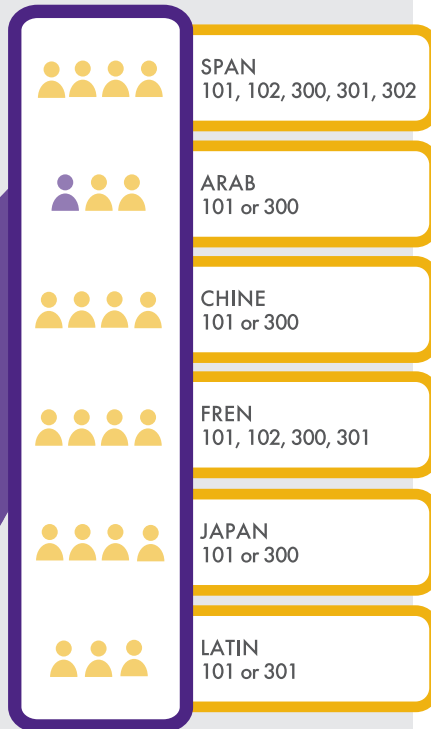 SPAN
101, 102, 300, 301, 302
ARAB
101 or 300
CHINE
101 or 300
FREN
101, 102, 300, 301
JAPAN
101 or 300
LATIN
101 or 301